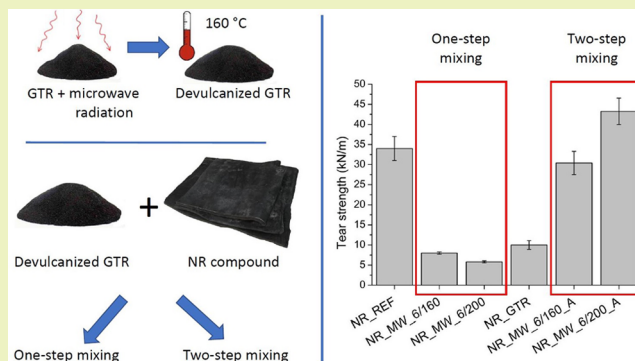 160 °C
GTR + microwave
radiation
Devulcanized GTR
Devulcanized GTR
NR compound
One-step mixing
Two-step mixing
One-step
mixing
Two-step
mixing
Tear strength (kN/m)
50
45
40
35
30
25
20
15
10
5
0
NR_REF
NR_MW_6/160
NR_MW_6/200
NR_GTR
NR_MW_6/160_A
NR_MW_6/200_A